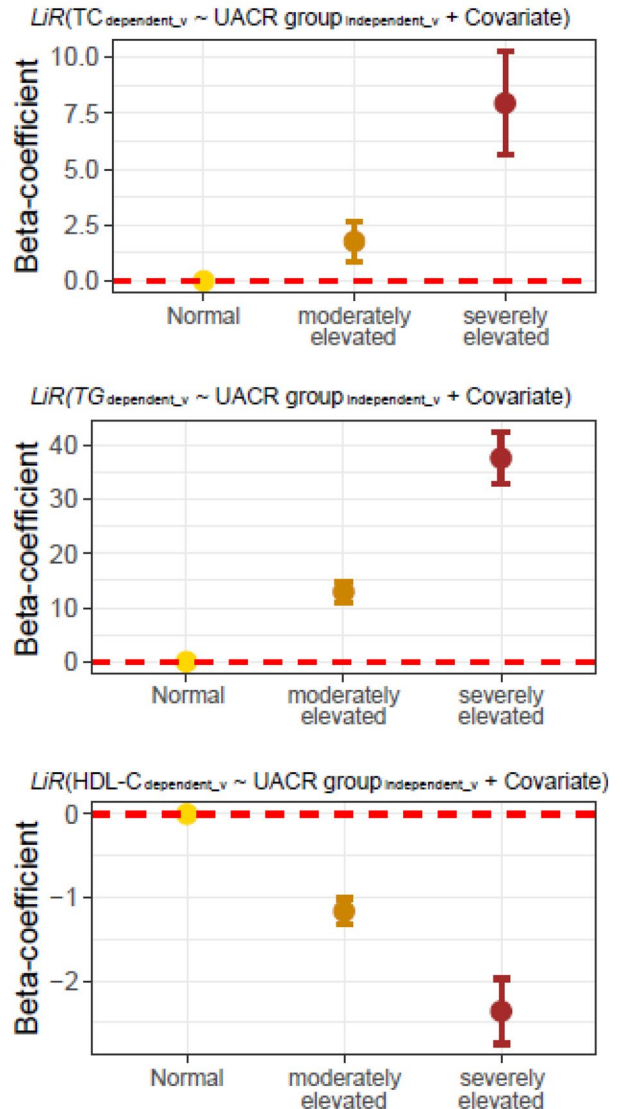 LiR(TC dependent_v ~ UACR group independent_v + Covariate)
Beta-coefficient
10.0
7.5
5.0
2.5
0.0
Normal
moderately
elevated
severely
elevated
LiR(TG dependent_v ~ UACR group independent_v + Covariate)
Beta-coefficient
40
30
20
10
0
Normal
moderately
elevated
severely
elevated
LiR(HDL-C dependent_v ~ UACR group independent_v + Covariate)
Beta-coefficient
0
−1
−2
Normal
moderately
elevated
severely
elevated